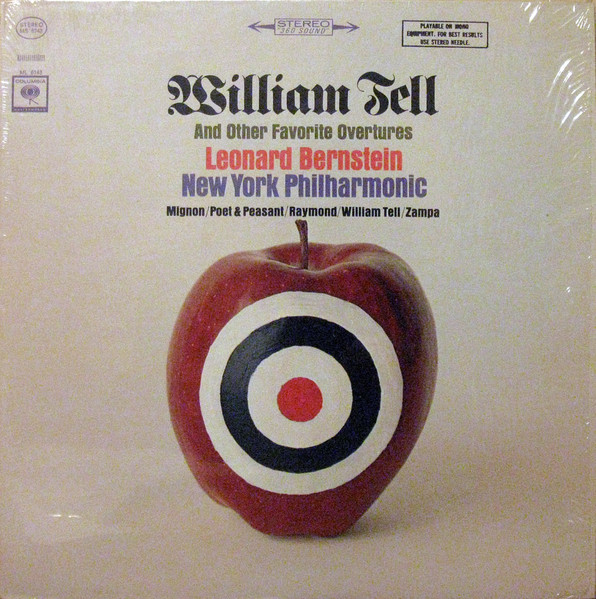 STEREO
"360 SOUND"
PLAYABLE ON MONO
EQUIPMENT. FOR BEST RESULTS
USE STEREO NEEDLE.
COLUMBIA
William Tell
And Other Favorite Overtures
Leonard Bernstein
New York Philharmonic
Mignon/Poet & Peasant/Raymond/William Tell/Zampa